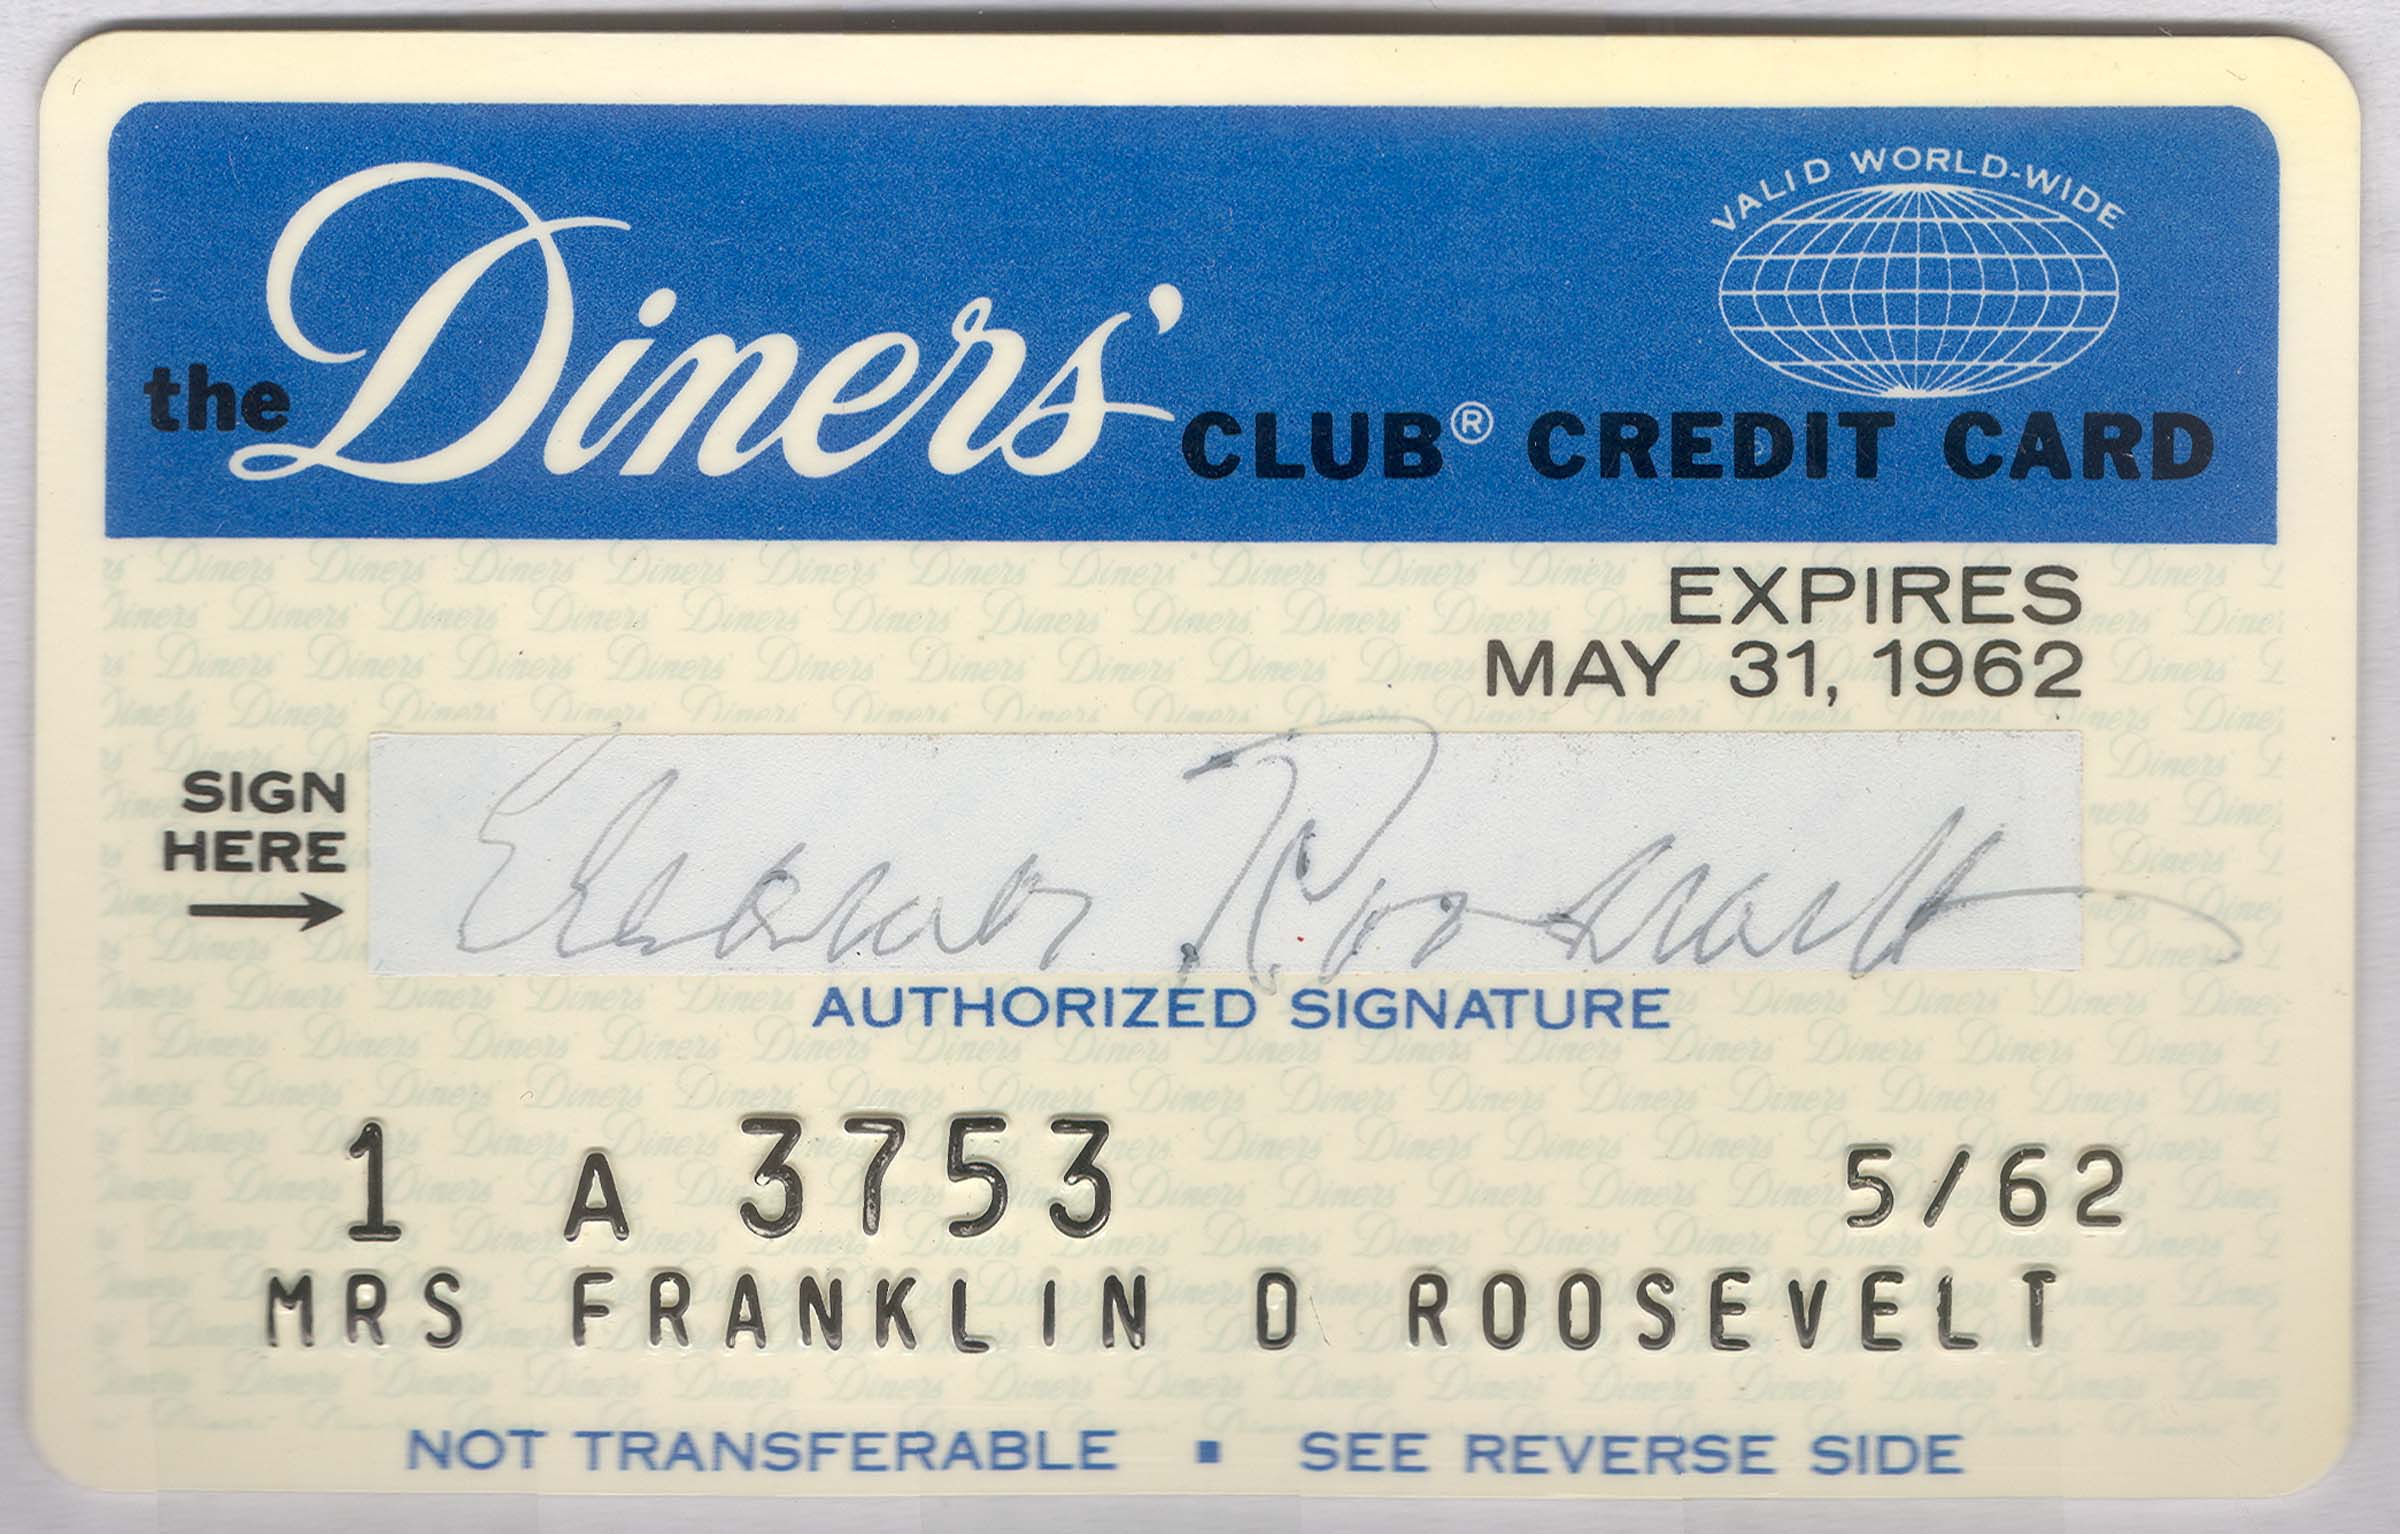 VALID WORLD-WIDE
the Diners' CLUB® CREDIT CARD
EXPIRES
MAY 31, 1962
SIGN
HERE
Eleanor Roosevelt
AUTHORIZED SIGNATURE
1 A 3753 5/62
MRS FRANKLIN D ROOSEVELT
NOT TRANSFERABLE ▪ SEE REVERSE SIDE